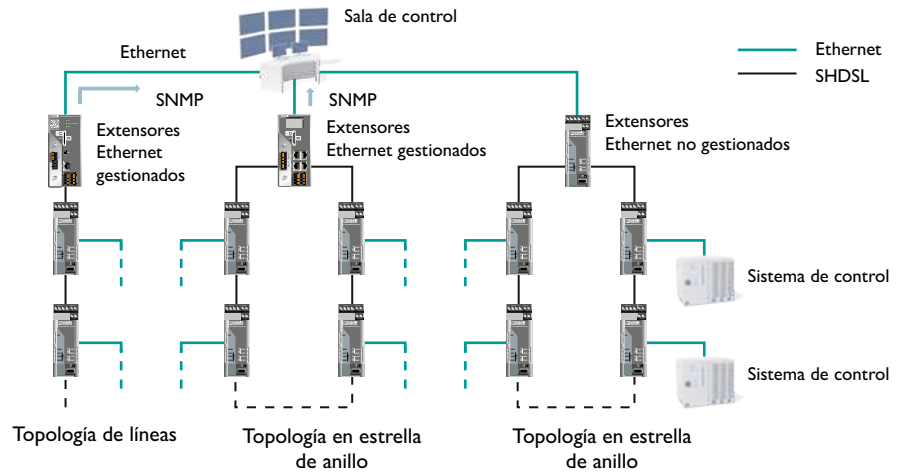 Sala de control
Ethernet
Ethernet
SHDSL
SNMP
SNMP
Extensores
Ethernet
gestionados
Extensores
Ethernet gestionados
Extensores
Ethernet no gestionados
Sistema de control
Sistema de control
Topología de líneas
Topología en estrella
de anillo
Topología en estrella
de anillo